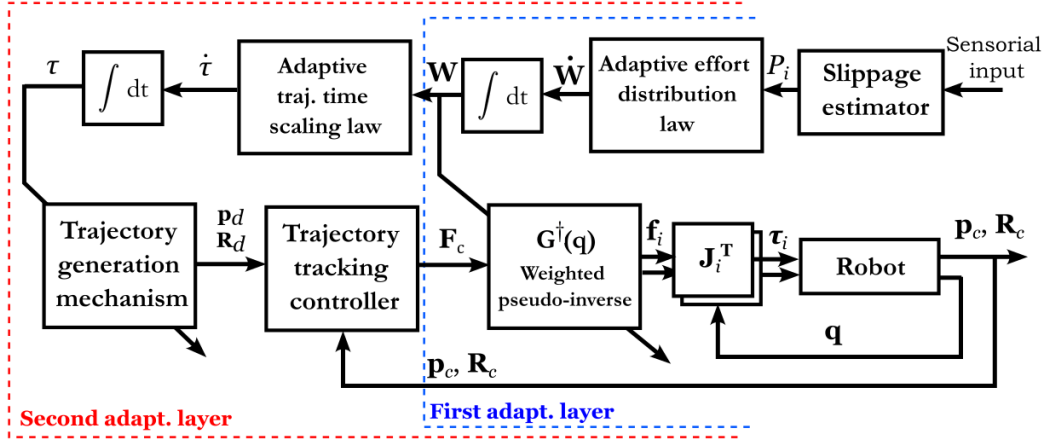 Sensorial
input
Slippage
estimator
P_i
Adaptive effort
distribution
law
Ẇ
∫ dt
W
Adaptive
traj. time
scaling law
τ̇
∫ dt
τ
Trajectory
generation
mechanism
p_d
R_d
Trajectory
tracking
controller
F_c
G†(q)
Weighted
pseudo-inverse
f_i
J_i^T
τ_i
Robot
p_c, R_c
q
p_c, R_c
Second adapt. layer
First adapt. layer